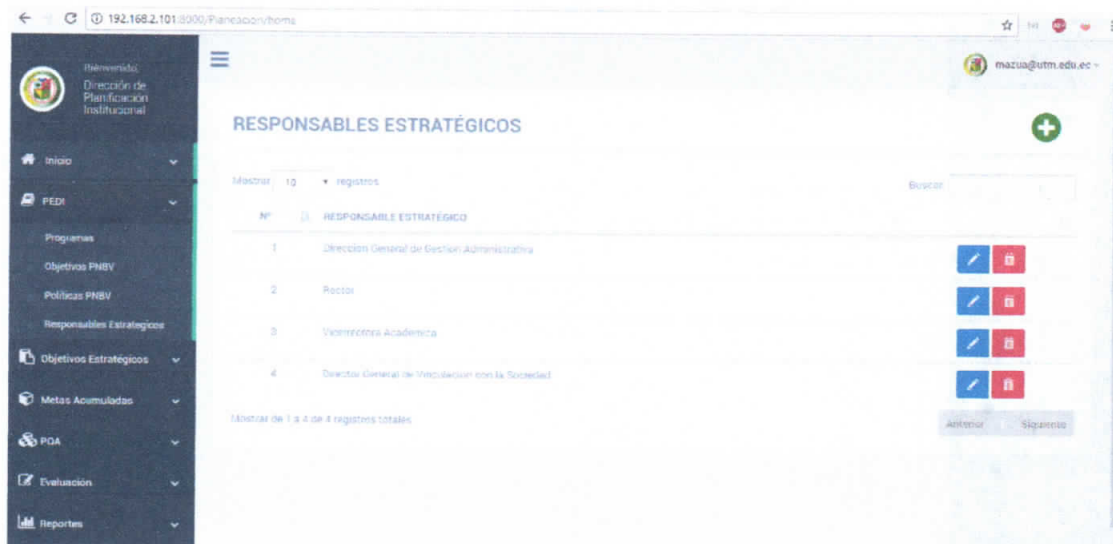 192.168.2.101:8000/Planeacion/home
Bienvenido,
Dirección de
Planificación
Institucional
mazua@utm.edu.ec
Inicio
PEDI
Programas
Objetivos PNBV
Políticas PNBV
Responsables Estrategicos
Objetivos Estratégicos
Metas Acumuladas
POA
Evaluación
Reportes
RESPONSABLES ESTRATÉGICOS
Mostrar 10 registros
Buscar
Nº RESPONSABLE ESTRATÉGICO
1 Dirección General de Gestión Administrativa
2 Rector
3 Vicerrectora Académica
4 Director General de Vinculación con la Sociedad
Mostrar de 1 a 4 de 4 registros totales
Anterior Siguiente